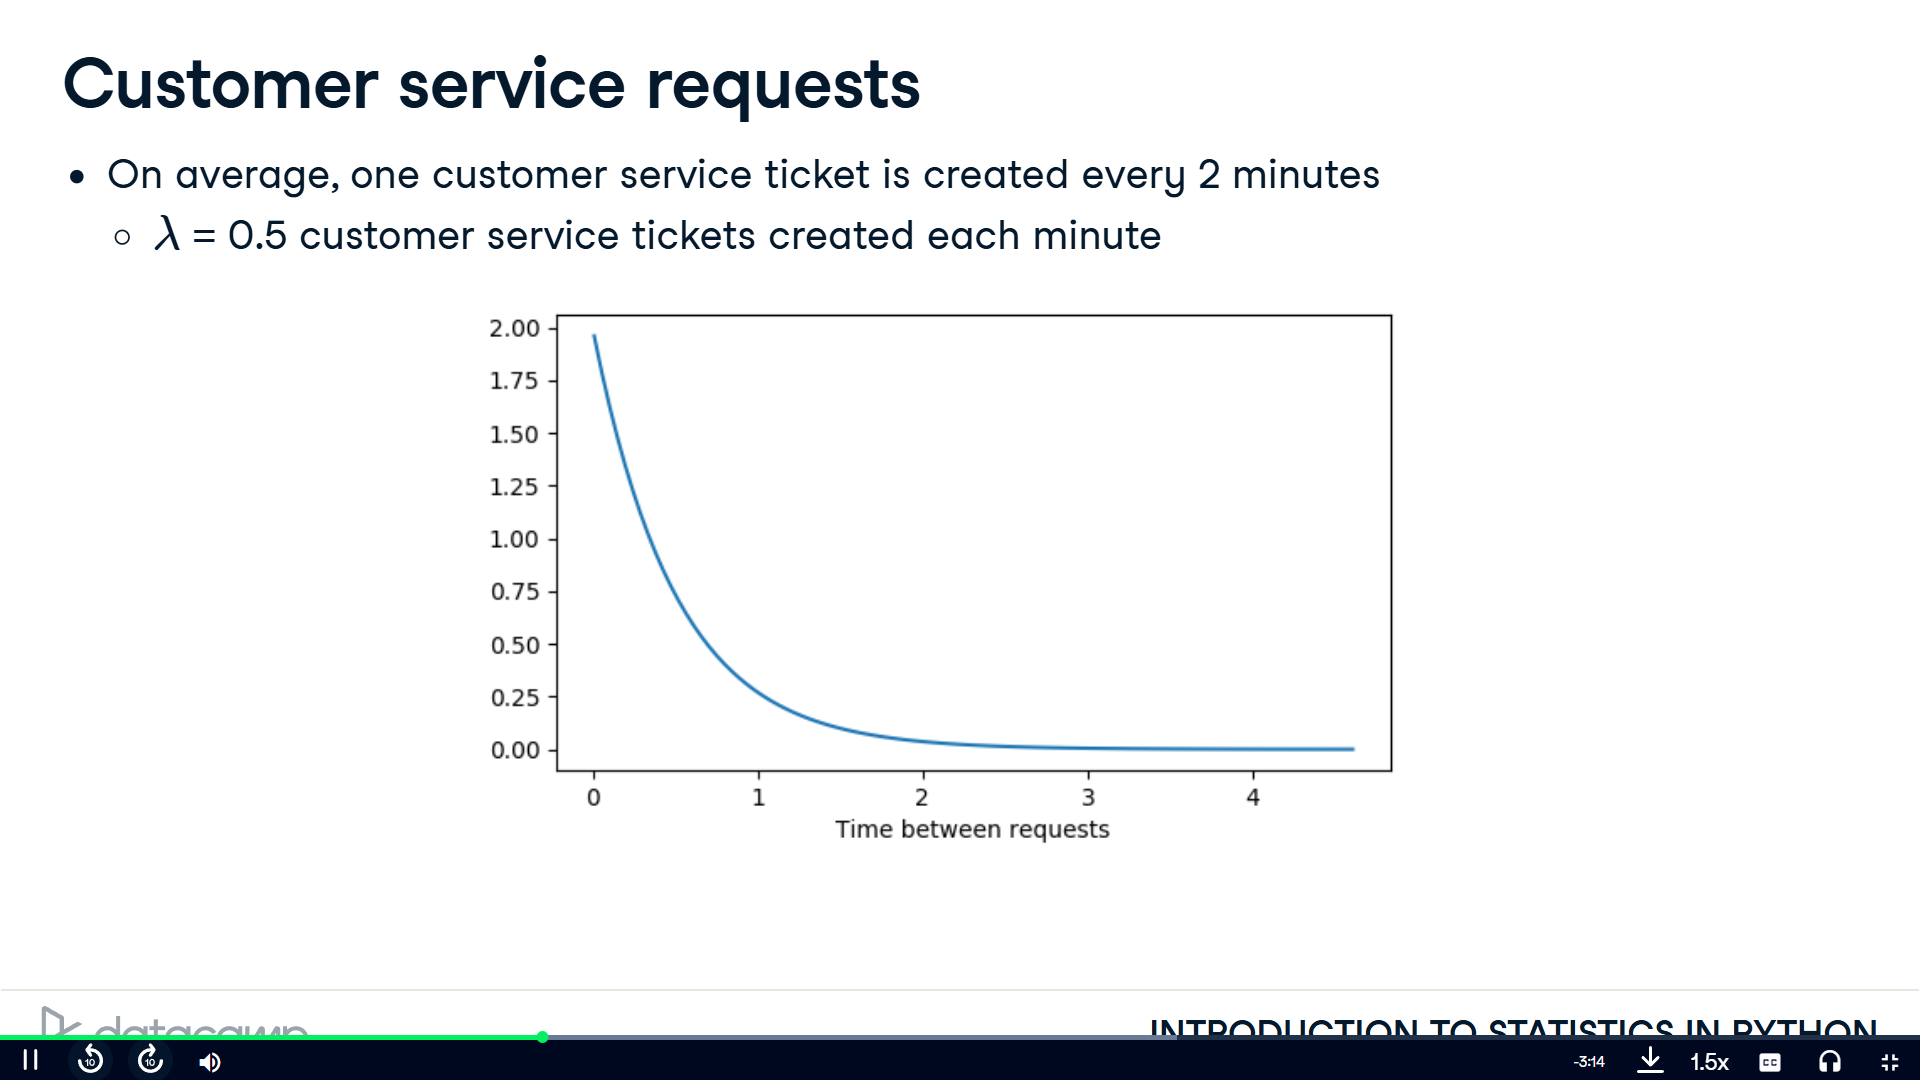 Customer service requests
• On average, one customer service ticket is created every 2 minutes
○ λ = 0.5 customer service tickets created each minute
2.00
1.75
1.50
1.25
1.00
0.75
0.50
0.25
0.00
0 1 2 3 4
Time between requests
datacamp INTRODUCTION TO STATISTICS IN PYTHON
10 10 -3:14 1.5x CC